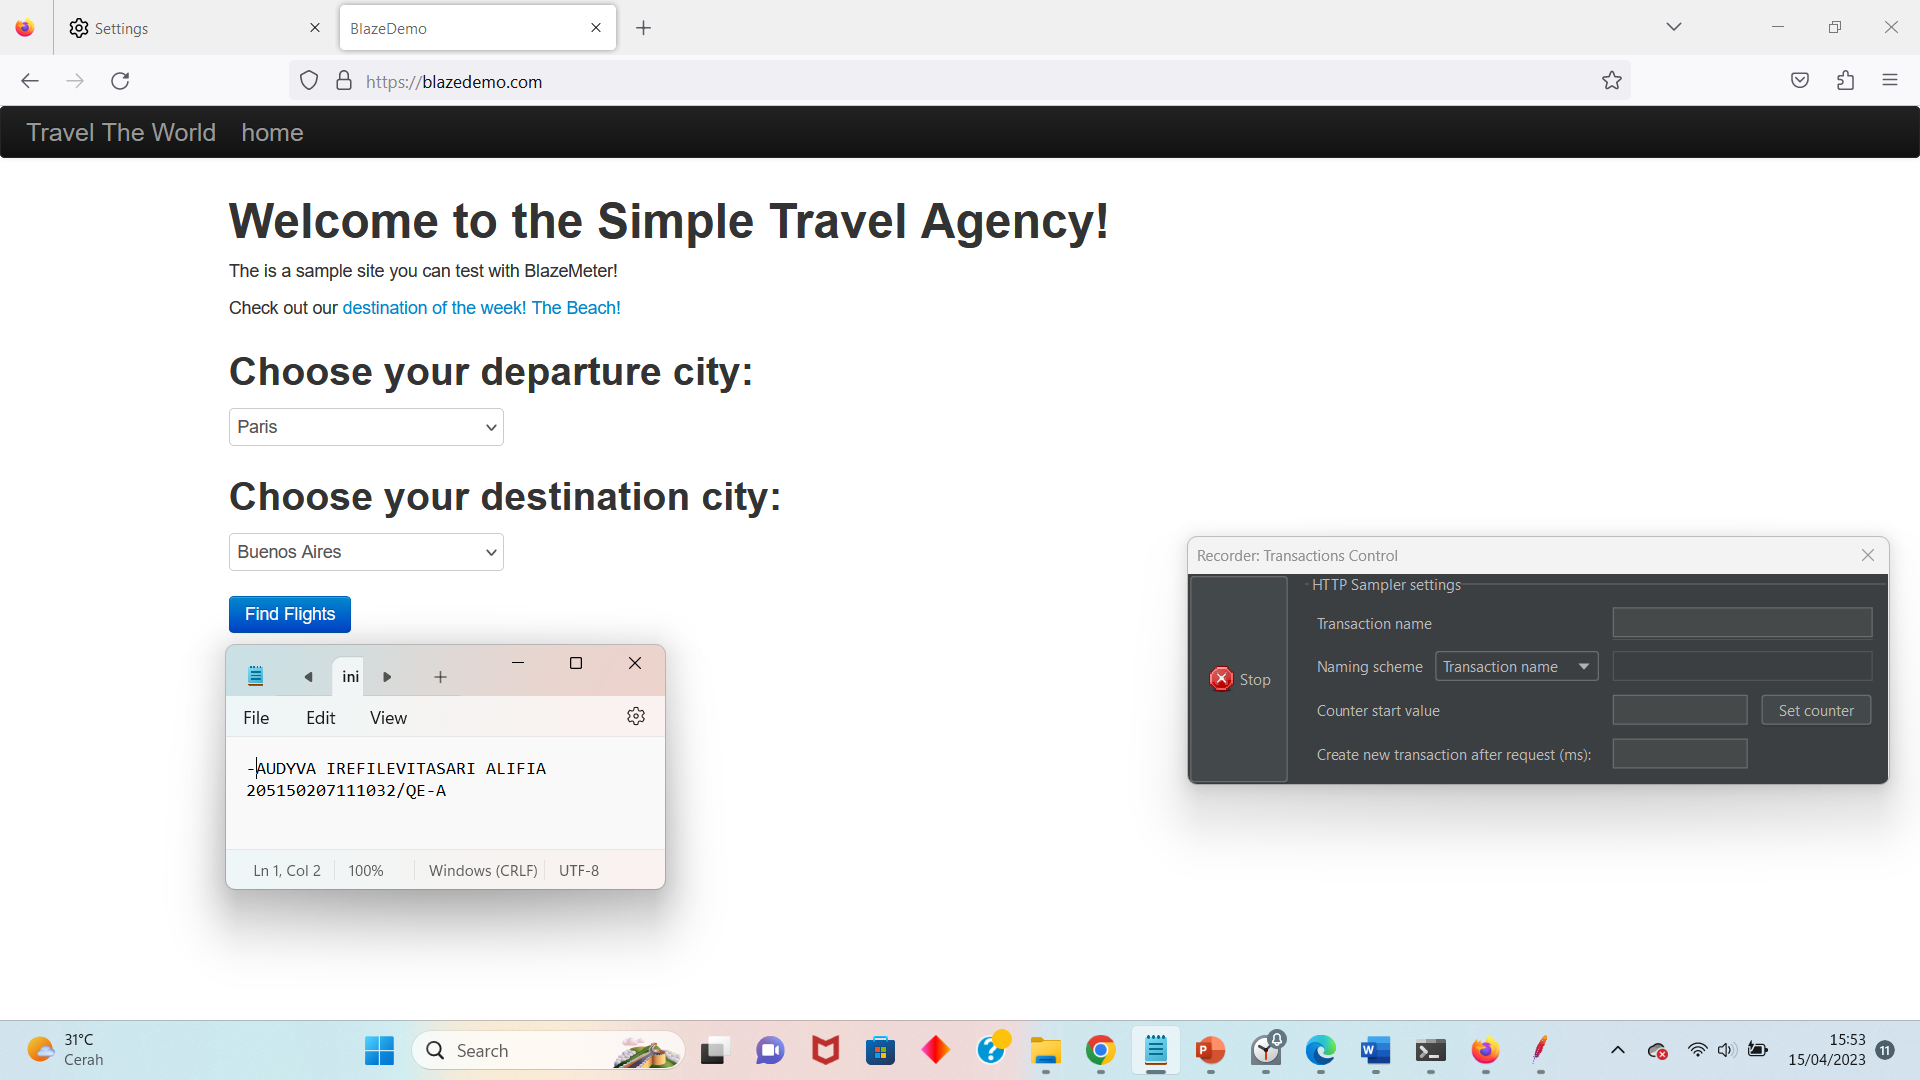 Settings
BlazeDemo
https://blazedemo.com
Travel The World home
Welcome to the Simple Travel Agency!
The is a sample site you can test with BlazeMeter!
Check out our destination of the week! The Beach!
Choose your departure city:
Paris
Choose your destination city:
Buenos Aires
Find Flights
ini
File Edit View
-AUDYVA IREFILEVITASARI ALIFIA
205150207111032/QE-A
Ln 1, Col 2 100% Windows (CRLF) UTF-8
Recorder: Transactions Control
HTTP Sampler settings
Stop
Transaction name
Naming scheme Transaction name
Counter start value Set counter
Create new transaction after request (ms):
31°C
Cerah
Search
15:53
15/04/2023
11